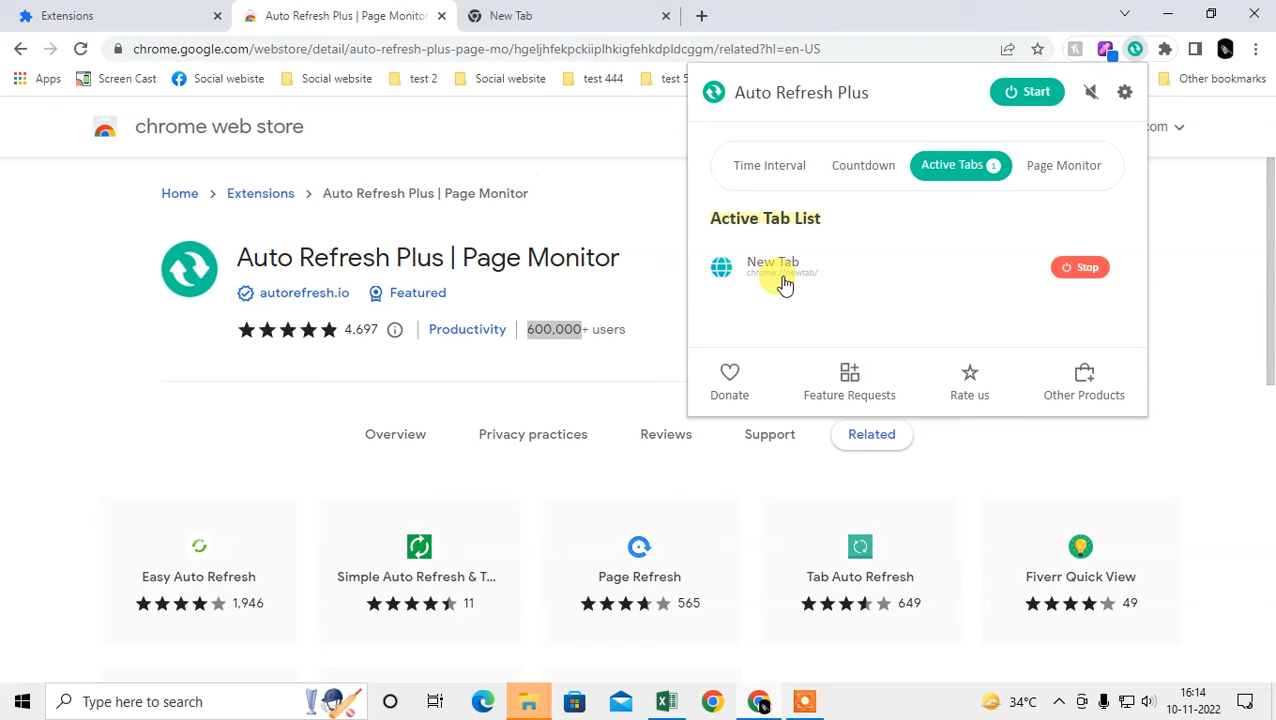 Extensions
Auto Refresh Plus | Page Monitor
New Tab
chrome.google.com/webstore/detail/auto-refresh-plus-page-mo/hgeljhfekpckiiplhkigfehkdpldcggm/related?hl=en-US
Apps
Screen Cast
Social webiste
Social website
test 2
Social website
test 444
test 5
Other bookmarks
chrome web store
.com
Home > Extensions > Auto Refresh Plus | Page Monitor
Auto Refresh Plus | Page Monitor
autorefresh.io
Featured
4,697
Productivity
600,000+ users
Auto Refresh Plus
Start
Time Interval
Countdown
Active Tabs 1
Page Monitor
Active Tab List
New Tab
chrome://newtab/
Stop
Donate
Feature Requests
Rate us
Other Products
Overview
Privacy practices
Reviews
Support
Related
Easy Auto Refresh
Simple Auto Refresh & T...
Page Refresh
Tab Auto Refresh
Fiverr Quick View
1,946
11
565
649
49
Type here to search
34°C
16:14
10-11-2022